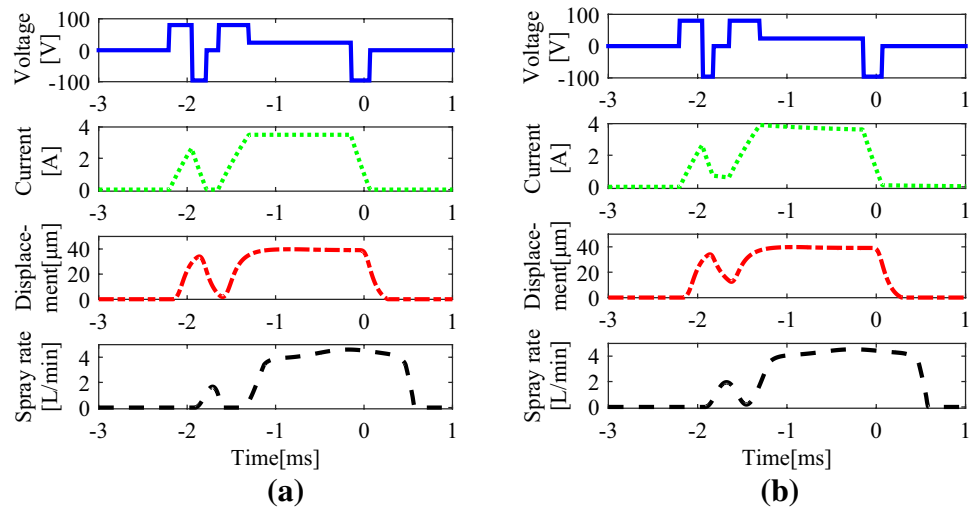 100
0
-100
Voltage
[V]
-3 -2 -1 0 1
4
2
0
Current
[A]
-3 -2 -1 0 1
40
20
0
Displace-
ment[μm]
-3 -2 -1 0 1
4
2
0
Spray rate
[L/min]
-3 -2 -1 0 1
Time[ms]
(a)
100
0
-100
Voltage
[V]
-3 -2 -1 0 1
4
2
0
Current
[A]
-3 -2 -1 0 1
40
20
0
Displace-
ment[μm]
-3 -2 -1 0 1
4
2
0
Spray rate
[L/min]
-3 -2 -1 0 1
Time[ms]
(b)